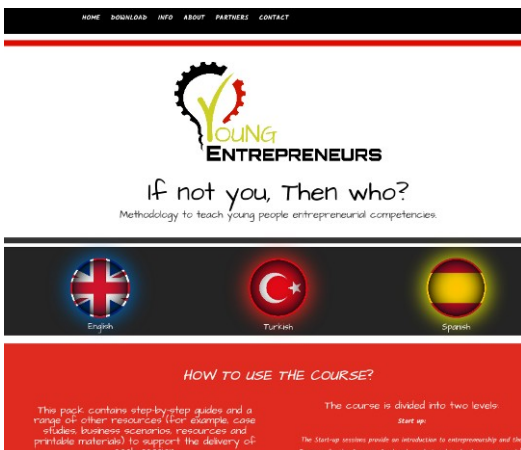 HOME DOWNLOAD INFO ABOUT PARTNERS CONTACT
YOUNG
ENTREPRENEURS
If not you, Then who?
Methodology to teach young people entrepreneurial competencies.
English Turkish Spanish
HOW TO USE THE COURSE?
This pack contains step-by-step guides and a
range of other resources (for example, case
studies, business scenarios, resources and
printable materials) to support the delivery of
The course is divided into two levels:
Start up:
The Start-up sessions provide an introduction to entrepreneurship and the